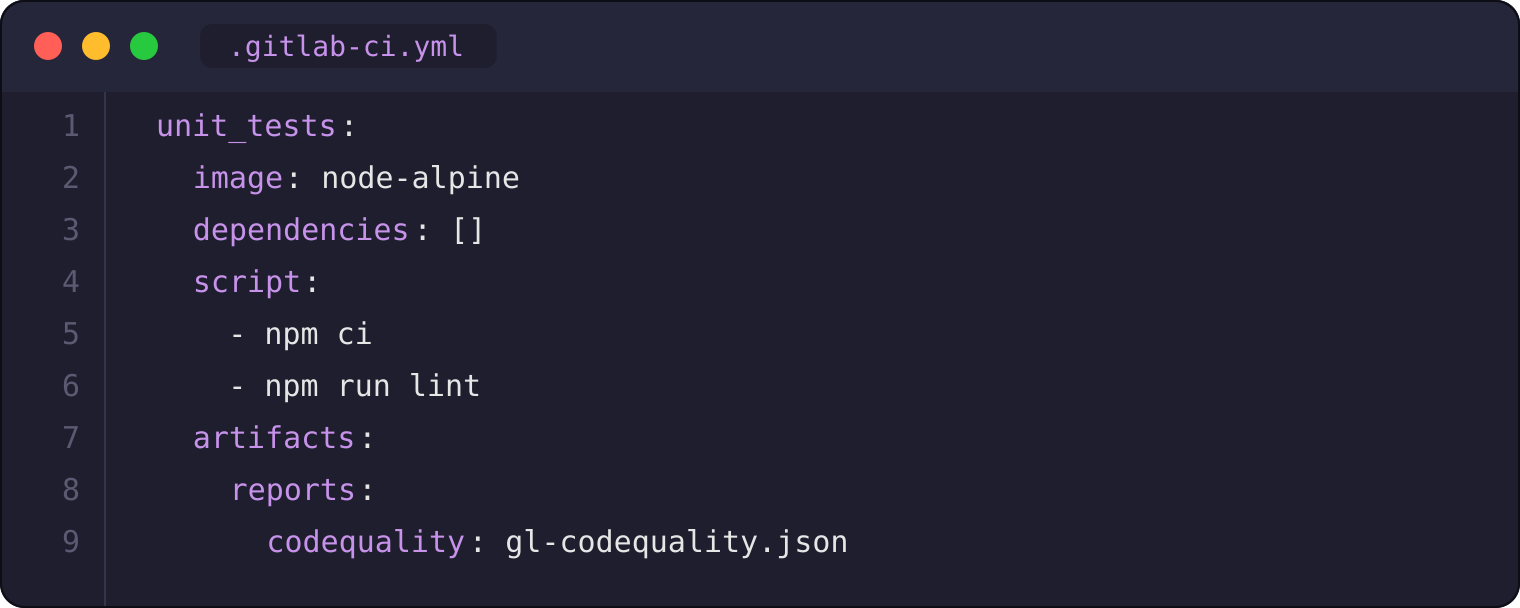 .gitlab-ci.yml
1 unit_tests:
2   image: node-alpine
3   dependencies: []
4   script:
5     - npm ci
6     - npm run lint
7   artifacts:
8     reports:
9       codequality: gl-codequality.json